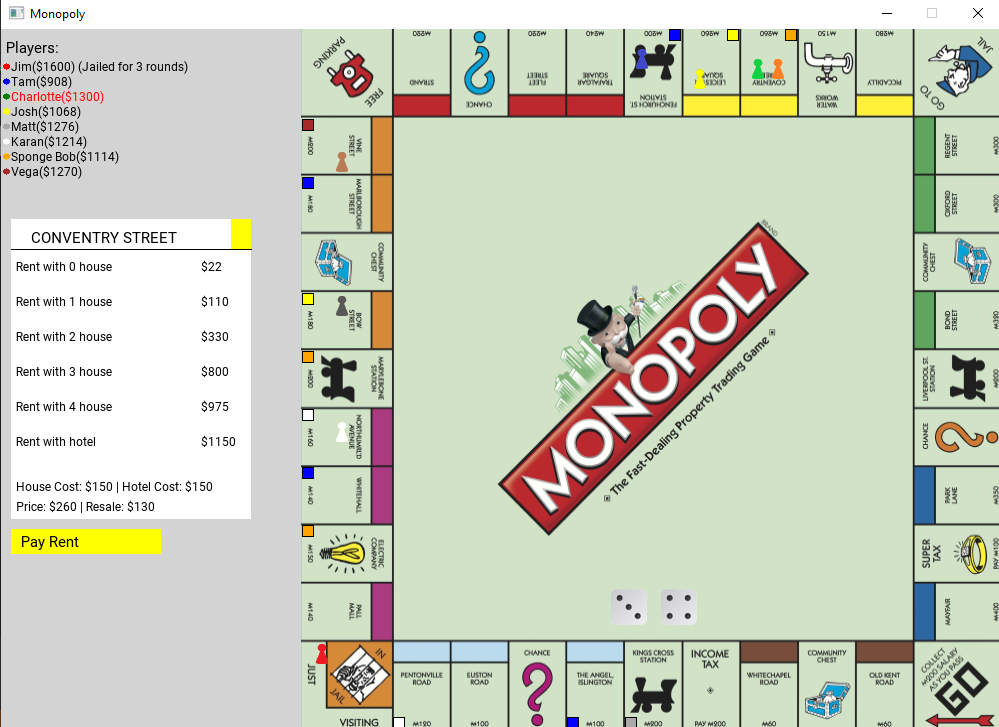 Monopoly
Players:
Jim($1600) (Jailed for 3 rounds)
Tam($908)
Charlotte($1300)
Josh($1068)
Matt($1276)
Karan($1214)
Sponge Bob($1114)
Vega($1270)
CONVENTRY STREET
Rent with 0 house $22
Rent with 1 house $110
Rent with 2 house $330
Rent with 3 house $800
Rent with 4 house $975
Rent with hotel $1150
House Cost: $150 | Hotel Cost: $150
Price: $260 | Resale: $130
Pay Rent
FREE
PARKING
STRAND
CHANCE
FLEET
STREET
TRAFALGAR
SQUARE
FENCHURCH ST
STATION
COVENTRY
WATER
WORKS
PICCADILLY
GO TO
JAIL
VINE
STREET
MARLBOROUGH
STREET
COMMUNITY
CHEST
BOW
STREET
MARYLEBONE
STATION
NORTHUMRL'D
AVENUE
WHITEHALL
ELECTRIC
COMPANY
PALL
MALL
REGENT
STREET
OXFORD
STREET
COMMUNITY
CHEST
BOND
STREET
LIVERPOOL ST.
STATION
CHANCE
PARK
LANE
SUPER
TAX
MAYFAIR
BRAND
MONOPOLY
The Fast-Dealing Property Trading Game
JUST
VISITING
IN
JAIL
PENTONVILLE
ROAD
M120
EUSTON
ROAD
M100
CHANCE
THE ANGEL,
ISLINGTON
M100
KINGS CROSS
STATION
M200
INCOME
TAX
PAY M200
WHITECHAPEL
ROAD
M60
COMMUNITY
CHEST
OLD KENT
ROAD
M60
COLLECT
M200 SALARY
AS YOU PASS
GO